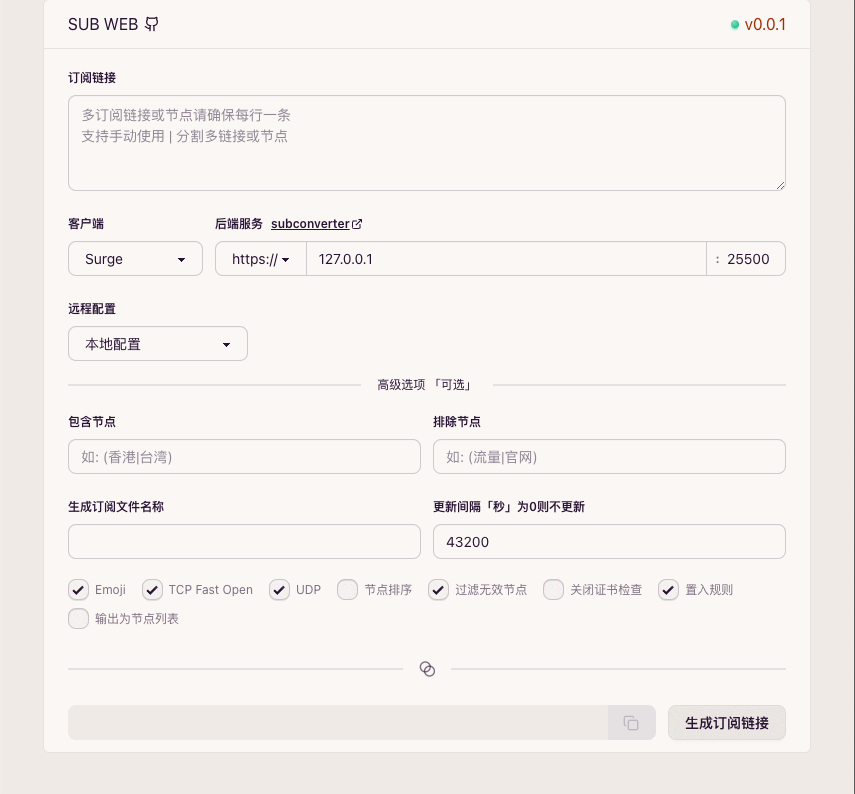 SUB WEB
v0.0.1
订阅链接
多订阅链接或节点请确保每行一条
支持手动使用 | 分割多链接或节点
客户端
后端服务 subconverter
Surge
https://
127.0.0.1
: 25500
远程配置
本地配置
高级选项 「可选」
包含节点
排除节点
如: (香港|台湾)
如: (流量|官网)
生成订阅文件名称
更新间隔「秒」为0则不更新
43200
Emoji
TCP Fast Open
UDP
节点排序
过滤无效节点
关闭证书检查
置入规则
输出为节点列表
生成订阅链接